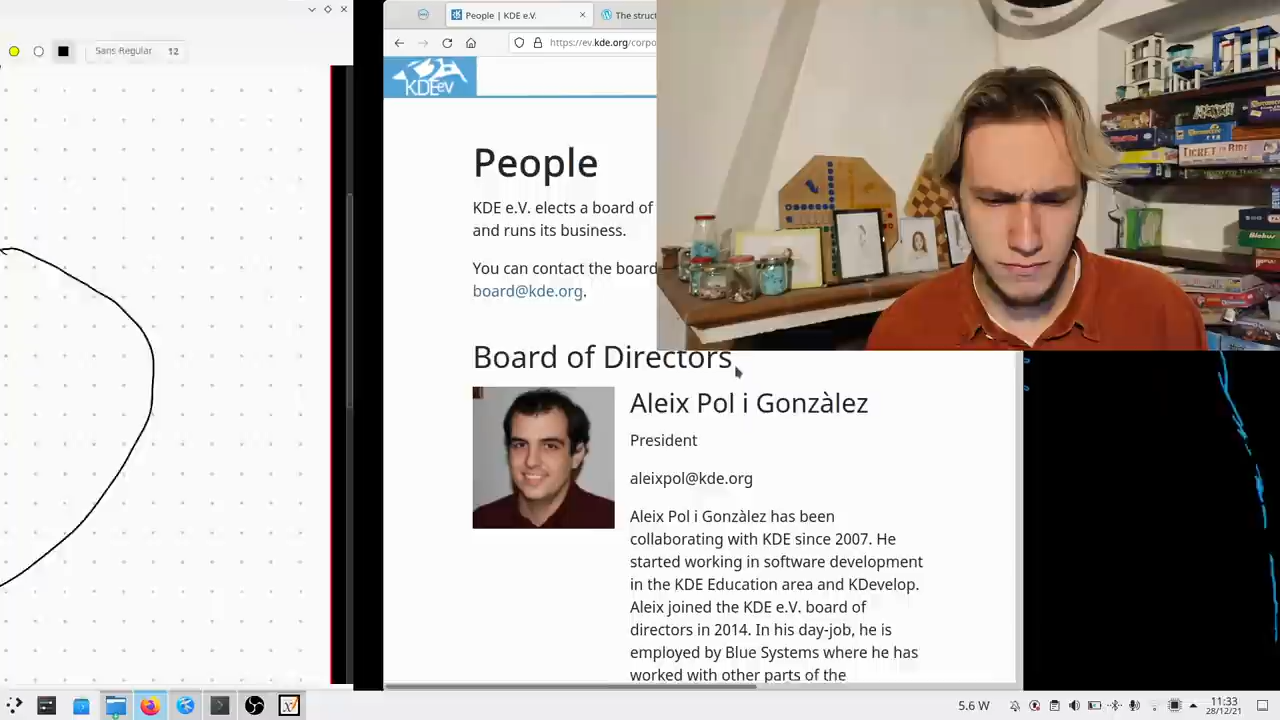 Sans Regular 12
People | KDE e.V.
The struct
https://ev.kde.org/corpo
KDE ev
People
KDE e.V. elects a board of
and runs its business.
You can contact the board
board@kde.org.
Board of Directors
Aleix Pol i Gonzàlez
President
aleixpol@kde.org
Aleix Pol i Gonzàlez has been
collaborating with KDE since 2007. He
started working in software development
in the KDE Education area and KDevelop.
Aleix joined the KDE e.V. board of
directors in 2014. In his day-job, he is
employed by Blue Systems where he has
worked with other parts of the
TICKET TO RIDE
Blokus
5.6 W
11:33
28/12/21